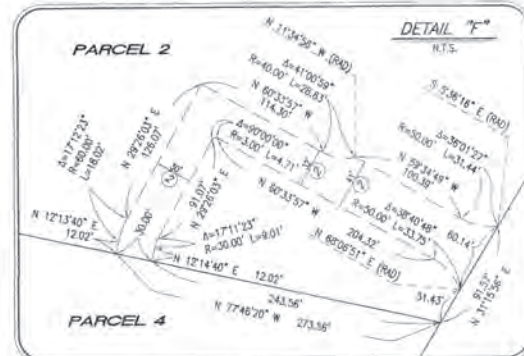 DETAIL "F"
N.T.S.
PARCEL 2
N 11°34'58" W (RAD)
Δ=41°00'59"
R=40.00' L=28.63'
N 60°33'57" W
114.30'
Δ=90°00'00"
R=3.00' L=4.71'
S 5°36'16" E (RAD)
Δ=36°01'27"
R=50.00' L=31.44'
N 59°34'49" W
100.39'
Δ=17°12'23"
R=60.00'
L=18.02'
N 29°26'03" E
126.07'
91.07'
N 29°26'03" E
N 60°33'57" W
204.32'
Δ=38°40'48"
R=50.00' L=33.75'
60.14'
N 12°13'40" E
12.02'
30.00'
Δ=17°11'23"
R=30.00' L=9.01'
N 68°06'51" E (RAD)
N 12°14'40" E 12.02'
31.43'
91.57'
N 31°15'56" E
243.56'
N 77°46'20" W 273.56'
PARCEL 4